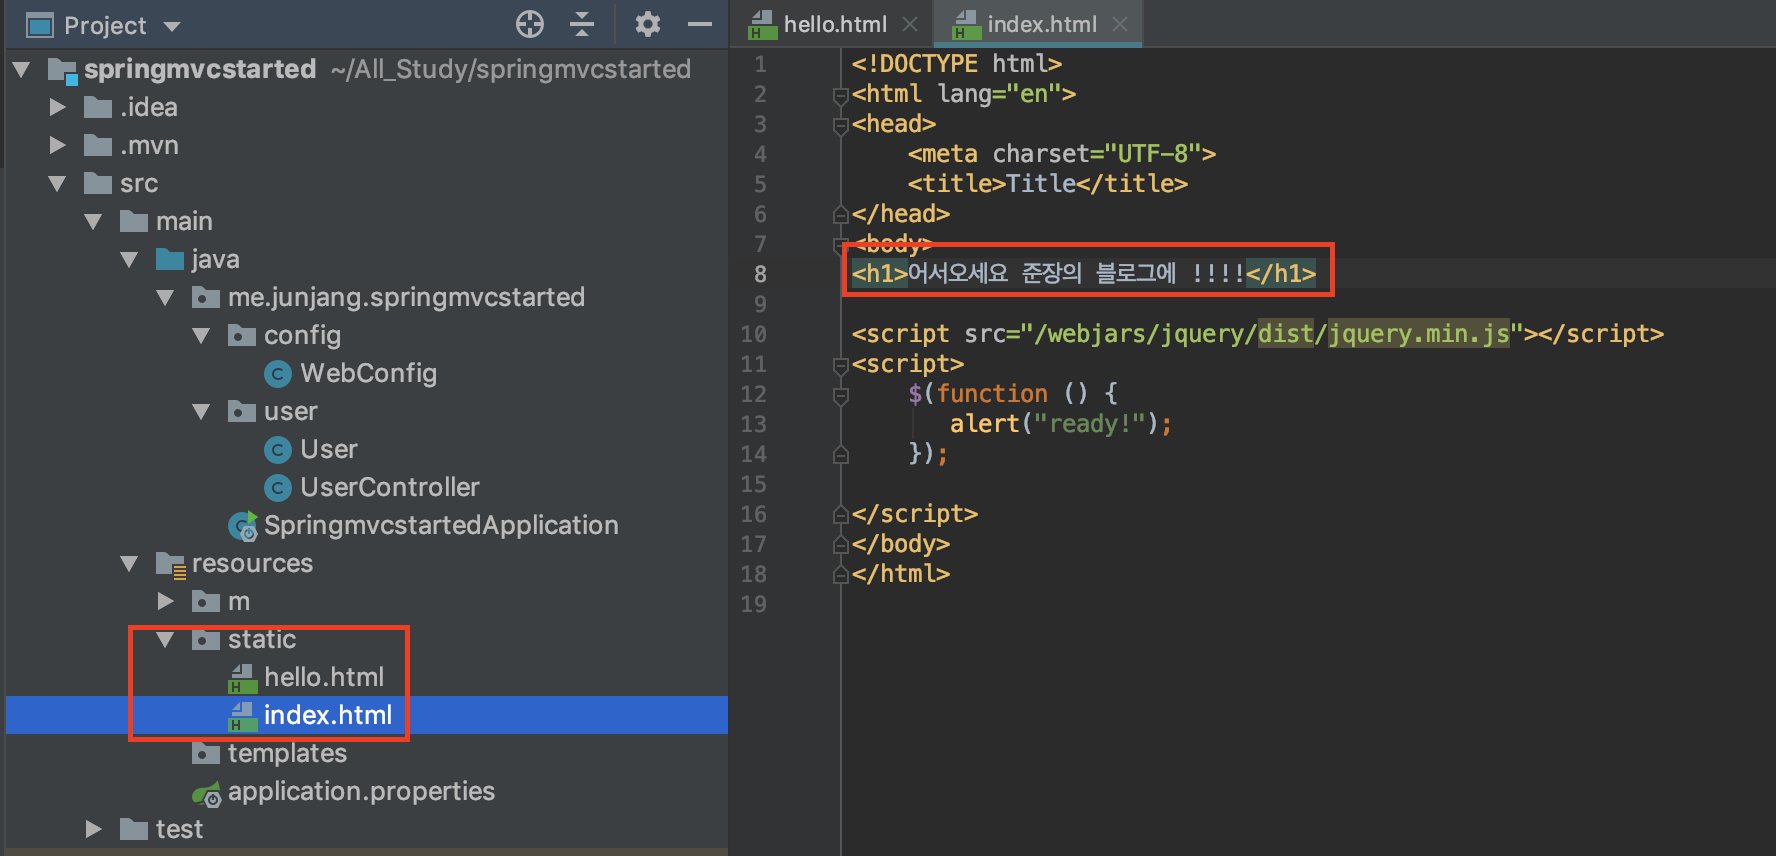 Project
springmvcstarted ~/All_Study/springmvcstarted
.idea
.mvn
src
main
java
me.junjang.springmvcstarted
config
WebConfig
user
User
UserController
SpringmvcstartedApplication
resources
m
static
hello.html
index.html
templates
application.properties
test
hello.html
index.html
1 <!DOCTYPE html>
2 <html lang="en">
3 <head>
4 <meta charset="UTF-8">
5 <title>Title</title>
6 </head>
7 <body>
8 <h1>어서오세요 준장의 블로그에 !!!!</h1>
9
10 <script src="/webjars/jquery/dist/jquery.min.js"></script>
11 <script>
12 $(function () {
13 alert("ready!");
14 });
15
16 </script>
17 </body>
18 </html>
19